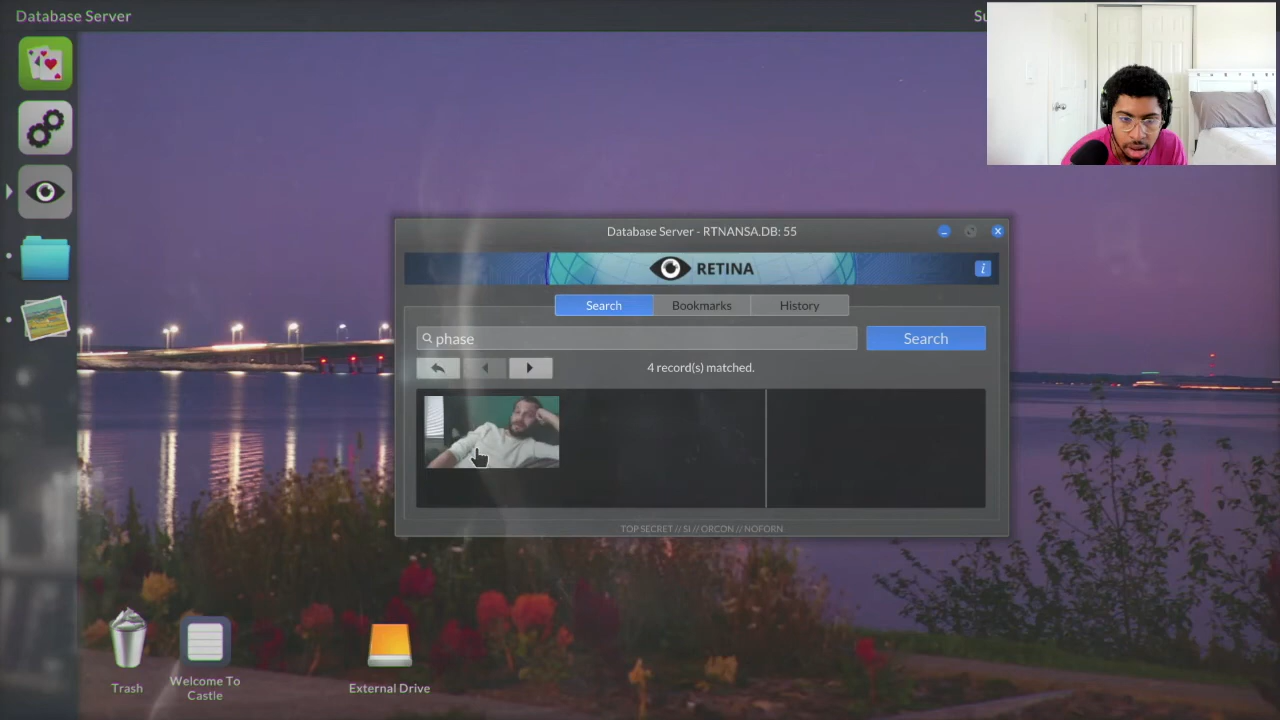 Database Server
Database Server - RTNANSA.DB: 55
RETINA
i
Search
Bookmarks
History
phase
Search
4 record(s) matched.
TOP SECRET // SI // ORCON // NOFORN
Trash
Welcome To
Castle
External Drive